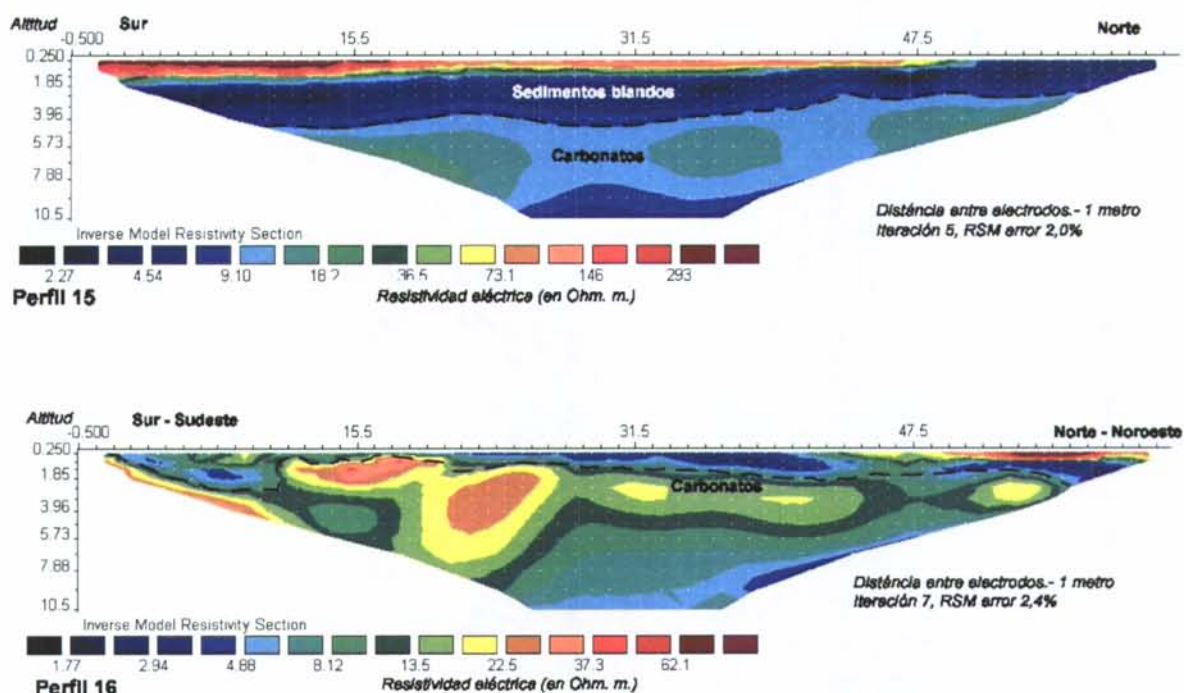 Altitud Sur Norte
-0.500 15.5 31.5 47.5
0.250
1.85
3.96
5.73
7.88
10.5
Sedimentos blandos
Carbonatos
Distáncia entre electrodos.- 1 metro
Iteración 5, RSM error 2,0%
Inverse Model Resistivity Section
2.27 4.54 9.10 18.2 36.5 73.1 146 293
Perfil 15 Resistividad eléctrica (en Ohm. m.)
Altitud Sur - Sudeste Norte - Noroeste
-0.500 15.5 31.5 47.5
0.250
1.85
3.96
5.73
7.88
10.5
Carbonatos
Distáncia entre electrodos.- 1 metro
Iteración 7, RSM error 2,4%
Inverse Model Resistivity Section
1.77 2.94 4.88 8.12 13.5 22.5 37.3 62.1
Perfil 16 Resistividad eléctrica (en Ohm. m.)